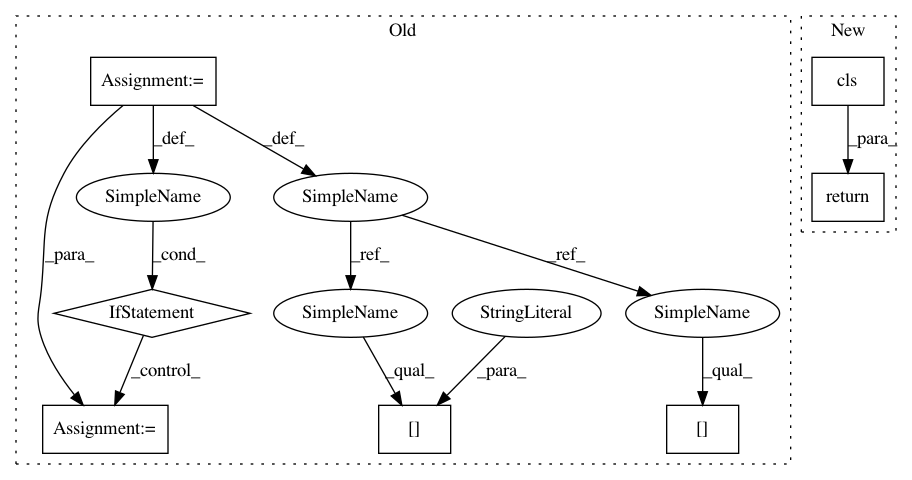 Old
New
Assignment:=
cls
_def_
_def_
_para_
SimpleName
SimpleName
return
_para_
_cond_
_ref_
_ref_
IfStatement
SimpleName
StringLiteral
SimpleName
_control_
_qual_
_para_
_qual_
Assignment:=
[]
[]